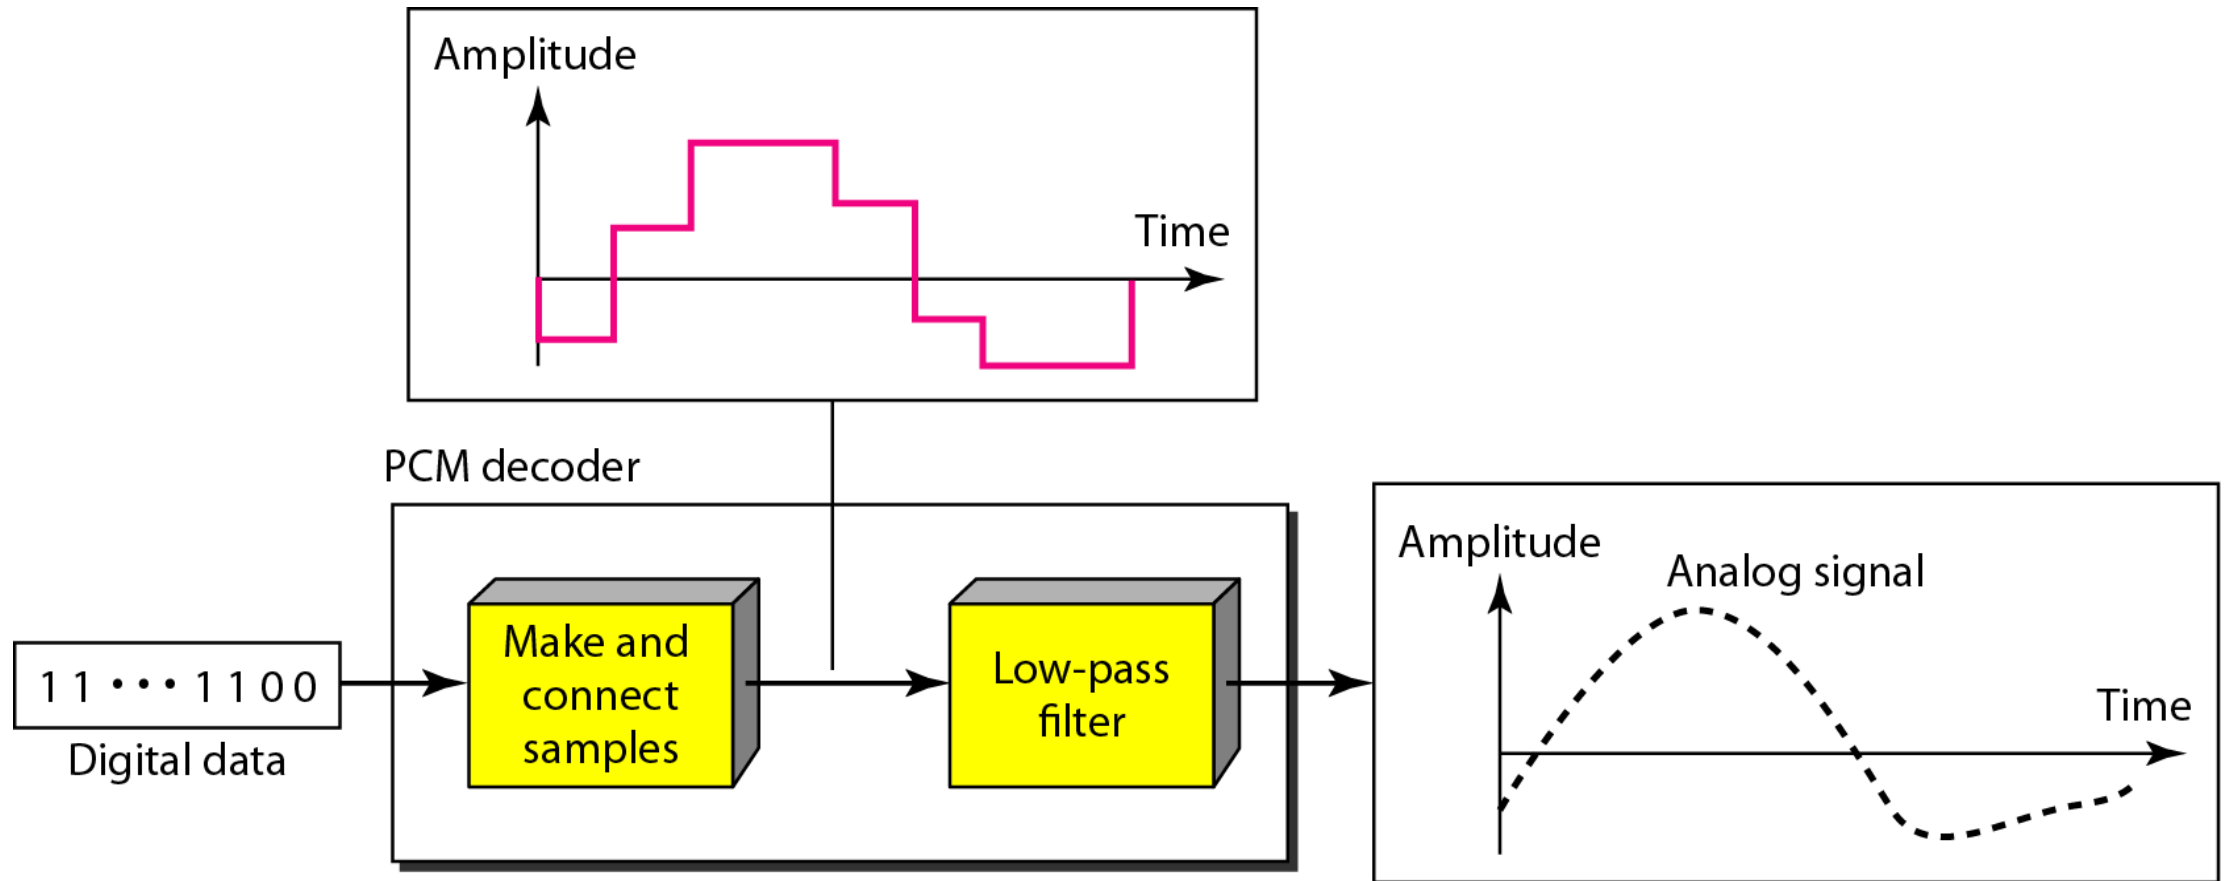 Amplitude
Time
PCM decoder
Make and
connect
samples
Low-pass
filter
1 1 • • • 1 1 0 0
Digital data
Amplitude
Analog signal
Time